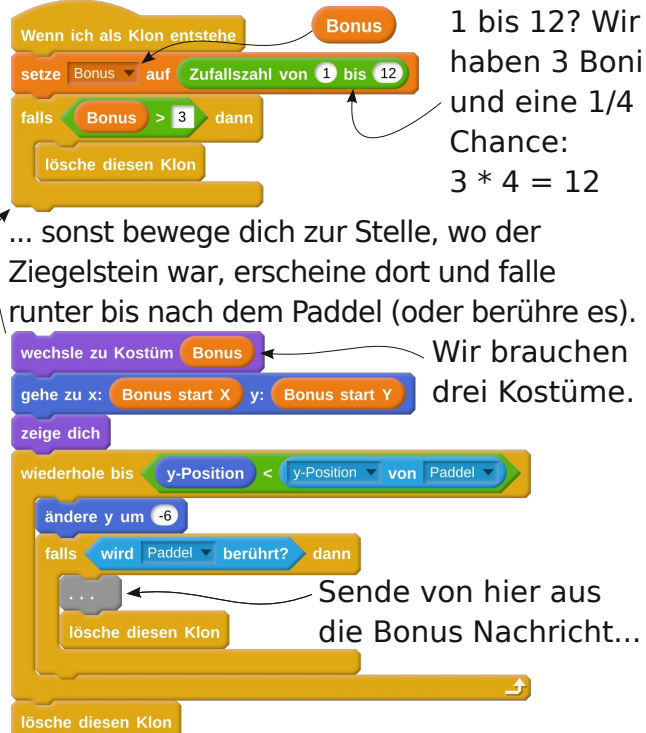 Wenn ich als Klon entstehe
Bonus
setze Bonus auf Zufallszahl von 1 bis 12
falls Bonus > 3 dann
lösche diesen Klon
1 bis 12? Wir
haben 3 Boni
und eine 1/4
Chance:
3 * 4 = 12
... sonst bewege dich zur Stelle, wo der
Ziegelstein war, erscheine dort und falle
runter bis nach dem Paddel (oder berühre es).
wechsle zu Kostüm Bonus
Wir brauchen
drei Kostüme.
gehe zu x: Bonus start X y: Bonus start Y
zeige dich
wiederhole bis y-Position < y-Position von Paddel
ändere y um -6
falls wird Paddel berührt? dann
. . .
Sende von hier aus
die Bonus Nachricht...
lösche diesen Klon
lösche diesen Klon